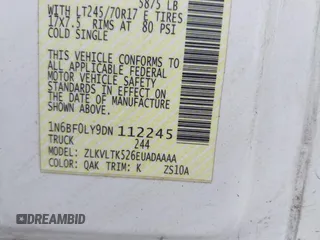 5875 LB
WITH LT245/70R17 E TIRES
17X7.5 RIMS AT 80 PSI
COLD SINGLE
THIS VEHICLE CONFORMS TO
ALL APPLICABLE U.S. FEDERAL
MOTOR VEHICLE SAFETY
STANDARDS IN EFFECT ON
THE DATE OF MANUFACTURE
SHOWN ABOVE.
1N6BF0LY9DN 112245
TRUCK 244
MODEL: ZLKVLTK526EUADAAAA
COLOR: QAK TRIM: K ZS10A
DREAMBID